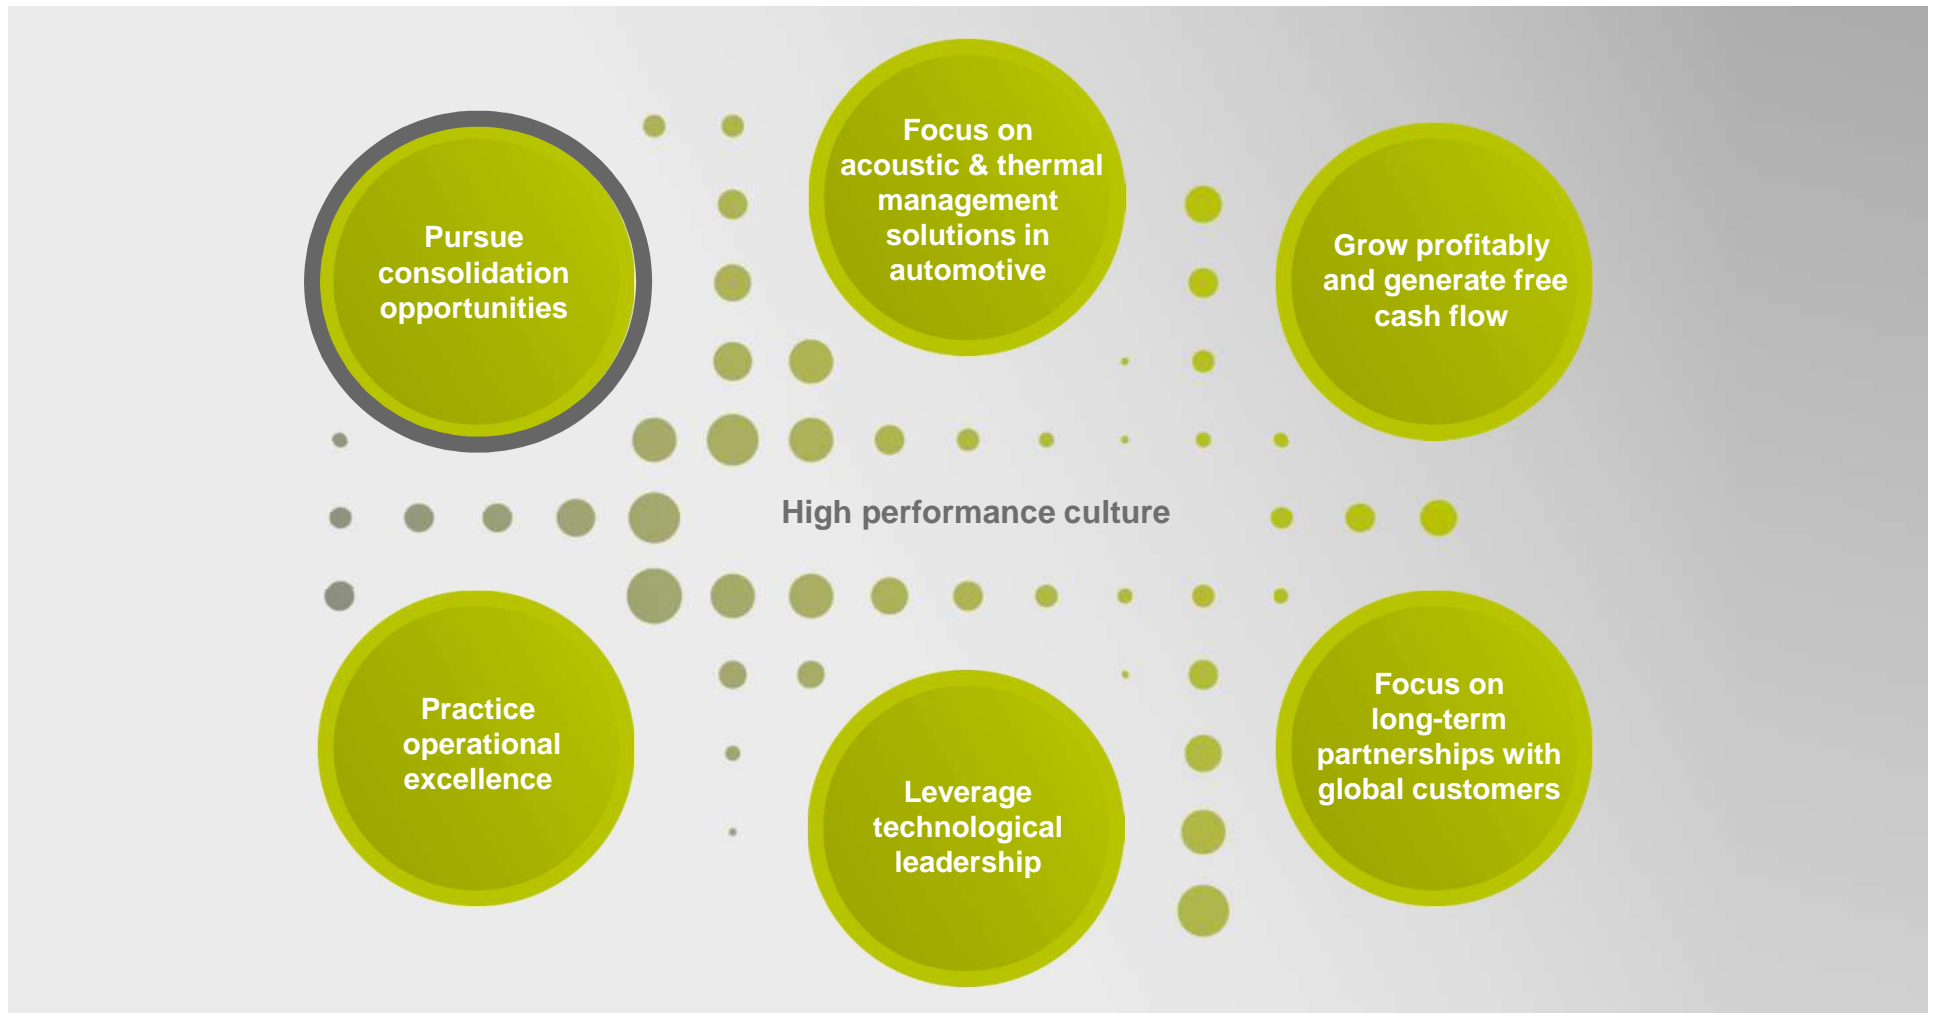 Focus on
acoustic & thermal
management
solutions in
automotive
Pursue
consolidation
opportunities
Grow profitably
and generate free
cash flow
High performance culture
Practice
operational
excellence
Leverage
technological
leadership
Focus on
long-term
partnerships with
global customers